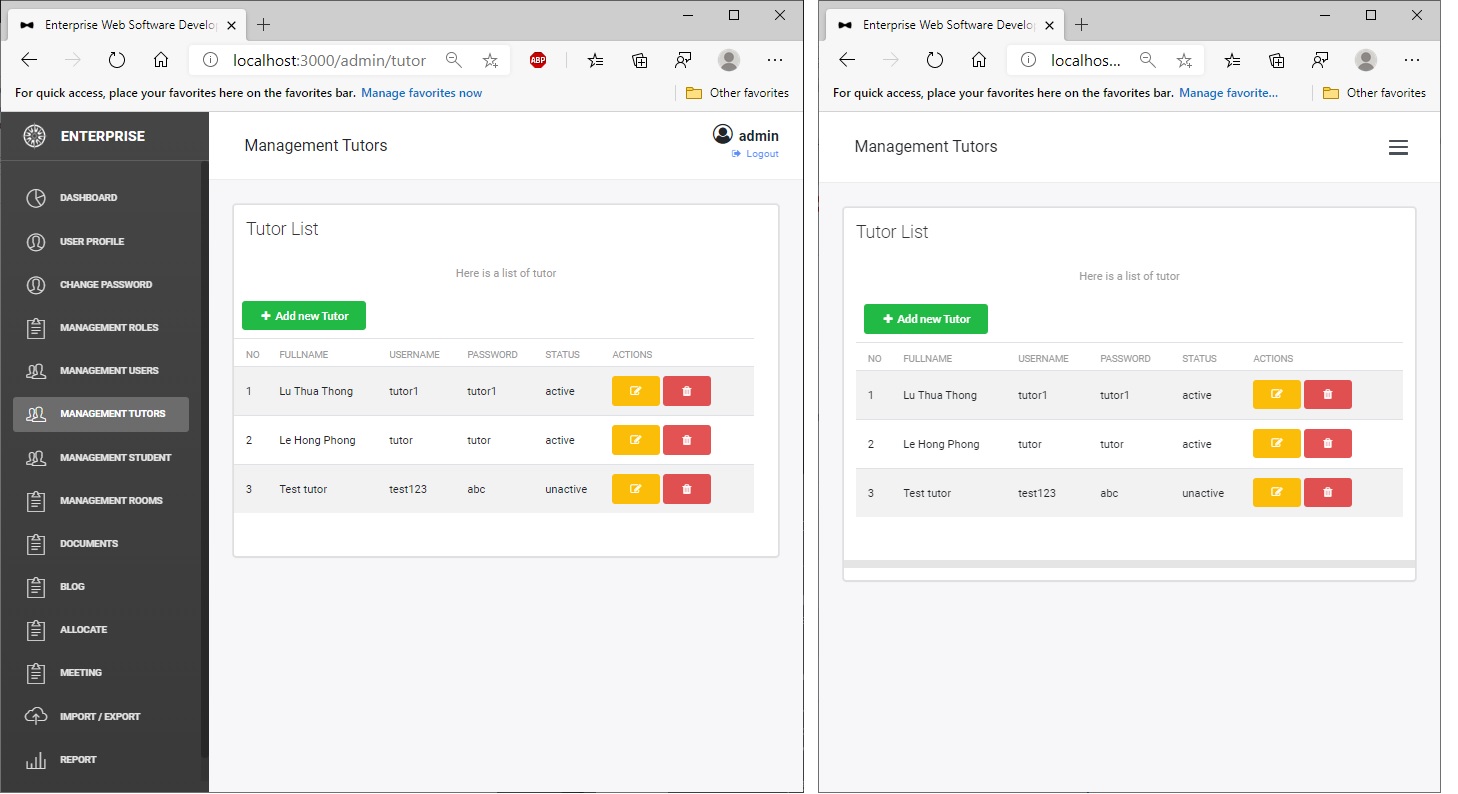 Enterprise Web Software Develo
localhost:3000/admin/tutor
ABP
For quick access, place your favorites here on the favorites bar. Manage favorites now
Other favorites
ENTERPRISE
DASHBOARD
USER PROFILE
CHANGE PASSWORD
MANAGEMENT ROLES
MANAGEMENT USERS
MANAGEMENT TUTORS
MANAGEMENT STUDENT
MANAGEMENT ROOMS
DOCUMENTS
BLOG
ALLOCATE
MEETING
IMPORT / EXPORT
REPORT
Management Tutors
admin
Logout
Tutor List
Here is a list of tutor
+ Add new Tutor
NO FULLNAME USERNAME PASSWORD STATUS ACTIONS
1 Lu Thua Thong tutor1 tutor1 active
2 Le Hong Phong tutor tutor active
3 Test tutor test123 abc unactive
Enterprise Web Software Develo
localhos...
For quick access, place your favorites here on the favorites bar. Manage favorite...
Other favorites
Management Tutors
Tutor List
Here is a list of tutor
+ Add new Tutor
NO FULLNAME USERNAME PASSWORD STATUS ACTIONS
1 Lu Thua Thong tutor1 tutor1 active
2 Le Hong Phong tutor tutor active
3 Test tutor test123 abc unactive